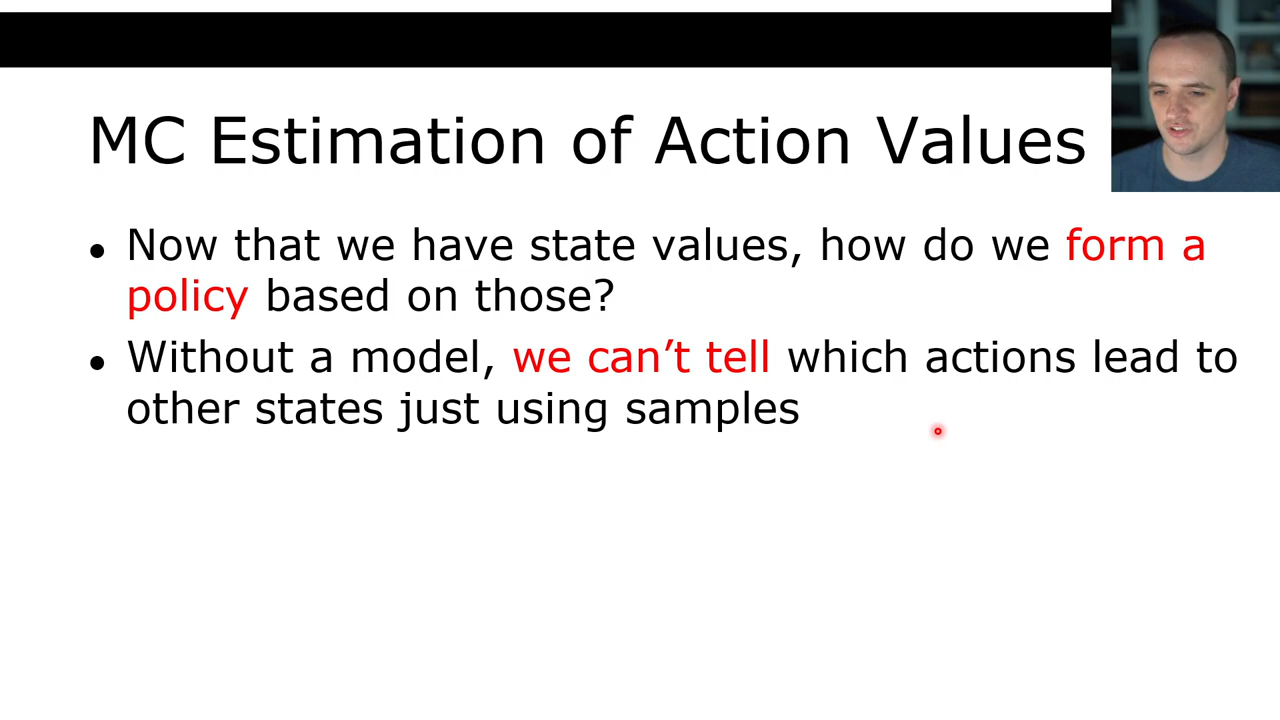 MC Estimation of Action Values
● Now that we have state values, how do we form a
policy based on those?
● Without a model, we can’t tell which actions lead to
other states just using samples